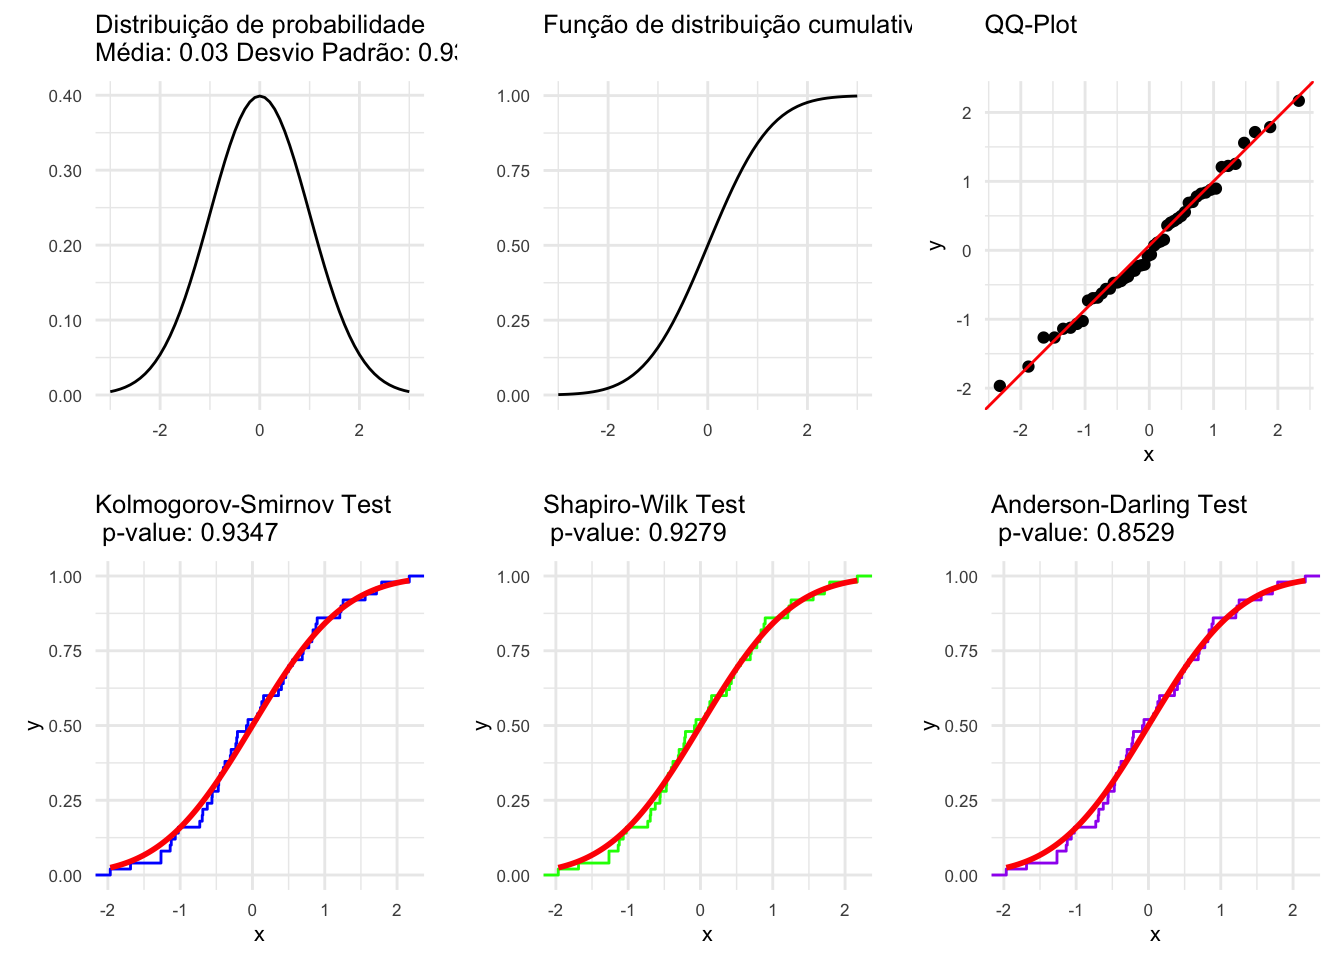 Distribuição de probabilidade
Média: 0.03 Desvio Padrão:
0.40
0.30
0.20
0.10
0.00
-2 0 2
Função de distribuição
1.00
0.75
0.50
0.25
0.00
-2 0 2
QQ-Plot
y
2
1
0
-1
-2
-2 -1 0 1 2
x
Kolmogorov-Smirnov Test
p-value: 0.9347
y
1.00
0.75
0.50
0.25
0.00
-2 -1 0 1 2
x
Shapiro-Wilk Test
p-value: 0.9279
y
1.00
0.75
0.50
0.25
0.00
-2 -1 0 1 2
x
Anderson-Darling Test
p-value: 0.8529
y
1.00
0.75
0.50
0.25
0.00
-2 -1 0 1 2
x